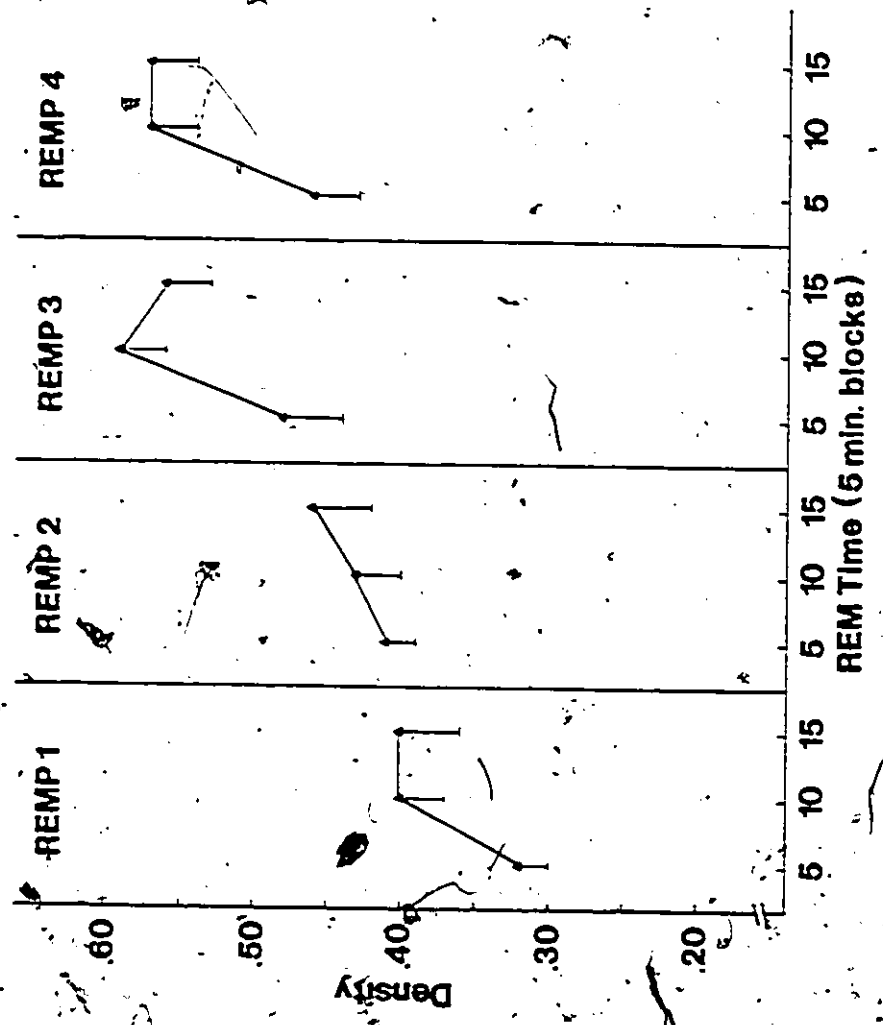 REMP 1
REMP 2
REMP 3
REMP 4
.60
.50
.40
.30
.20
Density
5 10 15 5 10 15 5 10 15 5 10 15
REM Time (5 min. blocks)